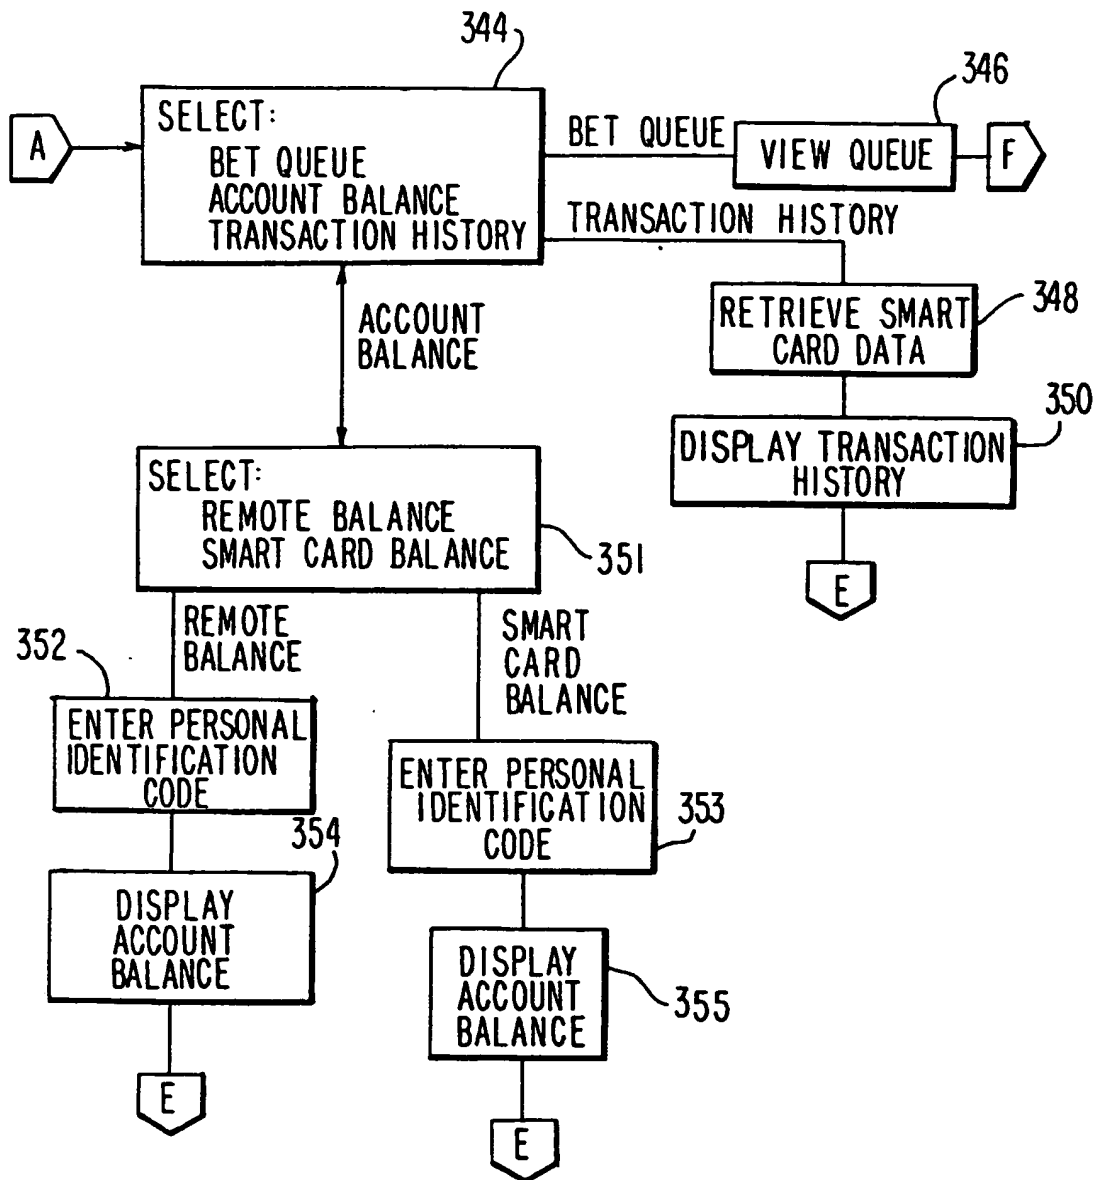 344
346
A
SELECT:
BET QUEUE
ACCOUNT BALANCE
TRANSACTION HISTORY
BET QUEUE
VIEW QUEUE
F
TRANSACTION HISTORY
RETRIEVE SMART
CARD DATA
348
ACCOUNT
BALANCE
350
DISPLAY TRANSACTION
HISTORY
E
SELECT:
REMOTE BALANCE
SMART CARD BALANCE
351
REMOTE
BALANCE
SMART
CARD
BALANCE
352
ENTER PERSONAL
IDENTIFICATION
CODE
ENTER PERSONAL
IDENTIFICATION
CODE
353
354
DISPLAY
ACCOUNT
BALANCE
DISPLAY
ACCOUNT
BALANCE
355
E
E